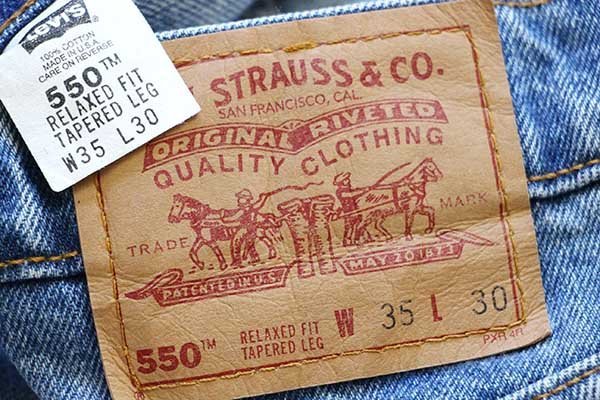 LEVI'S
100% COTTON
MADE IN U.S.A.
CARE ON REVERSE
550™
RELAXED FIT
TAPERED LEG
W35 L30
STRAUSS & CO.
SAN FRANCISCO, CAL.
ORIGINAL RIVETED
QUALITY CLOTHING
TRADE MARK
PATENTED IN U.S. MAY 20 1873
550™ RELAXED FIT W 35 L 30
TAPERED LEG
PXR 4R